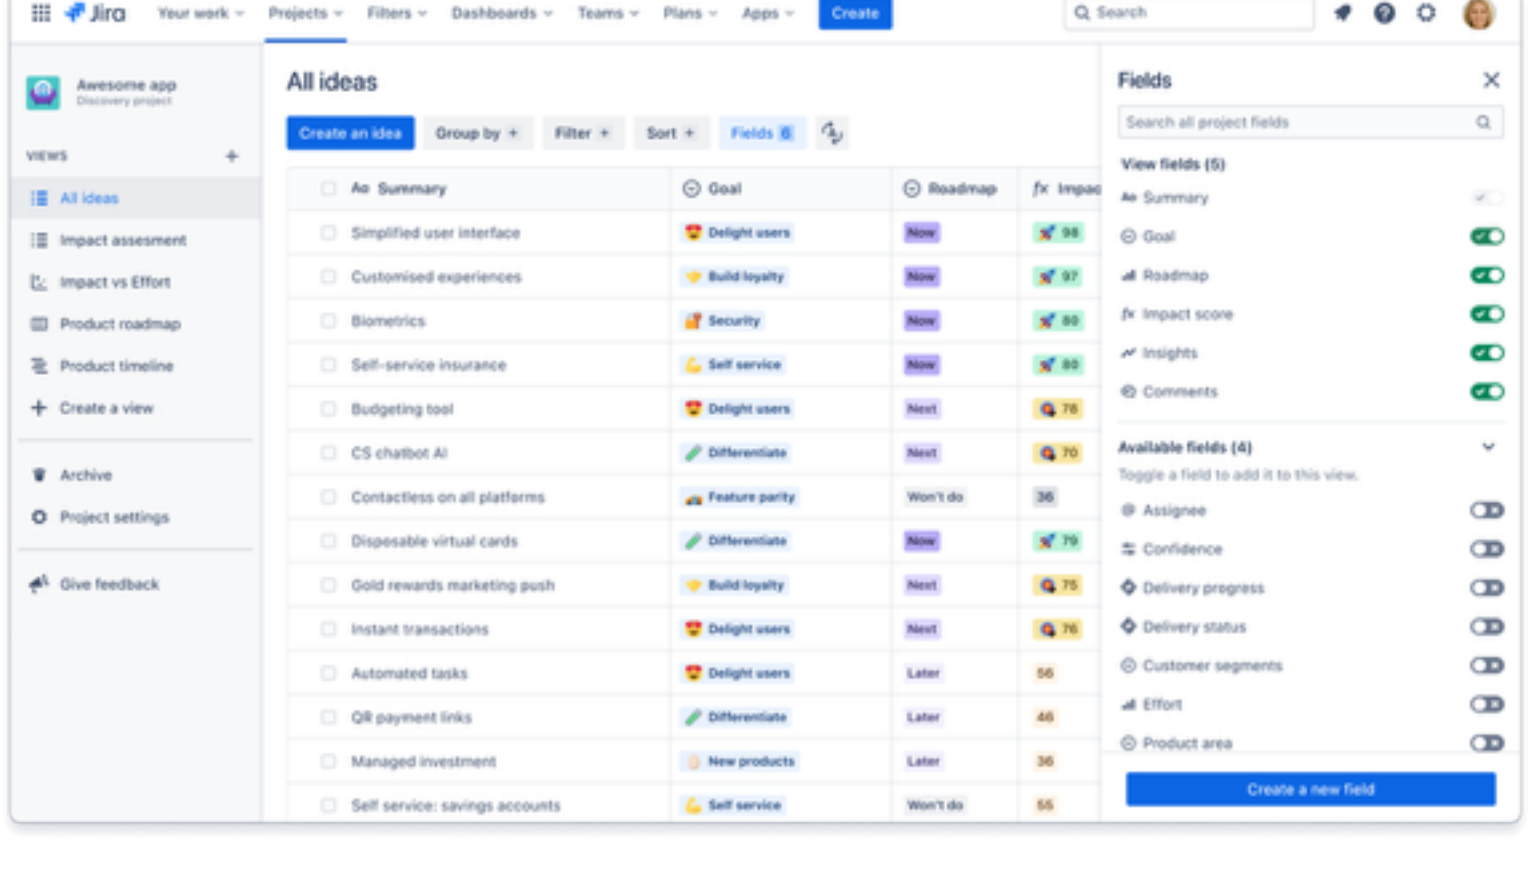 Jira Your work Projects Filters Dashboards Teams Plans Apps Create Search
Awesome app
Discovery project
VIEWS
All ideas
Impact assesment
Impact vs Effort
Product roadmap
Product timeline
Create a view
Archive
Project settings
Give feedback
All ideas
Create an idea Group by + Filter + Sort + Fields 6
Aa Summary Goal Roadmap fx Impac
Simplified user interface Delight users Now 98
Customised experiences Build loyalty Now 97
Biometrics Security Now 80
Self-service insurance Self service Now 80
Budgeting tool Delight users Next 78
CS chatbot AI Differentiate Next 70
Contactless on all platforms Feature parity Won't do 36
Disposable virtual cards Differentiate Now 79
Gold rewards marketing push Build loyalty Next 75
Instant transactions Delight users Next 76
Automated tasks Delight users Later 56
QR payment links Differentiate Later 46
Managed investment New products Later 36
Self service: savings accounts Self service Won't do 55
Fields
Search all project fields
View fields (5)
Aa Summary
Goal
Roadmap
fx Impact score
Insights
Comments
Available fields (4)
Toggle a field to add it to this view.
Assignee
Confidence
Delivery progress
Delivery status
Customer segments
Effort
Product area
Create a new field